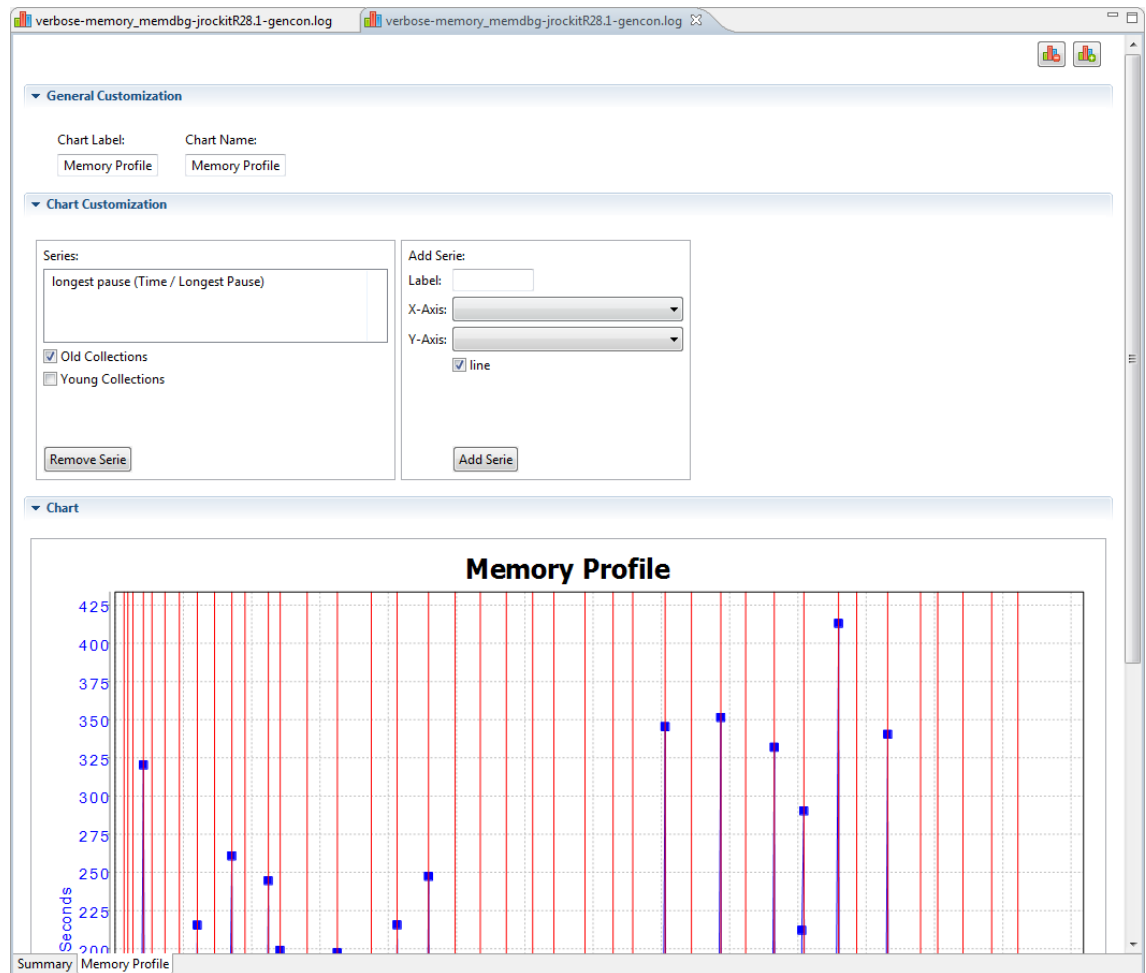 verbose-memory_memdbg-jrockitR28.1-gencon.log
verbose-memory_memdbg-jrockitR28.1-gencon.log
General Customization
Chart Label:
Chart Name:
Memory Profile
Memory Profile
Chart Customization
Series:
longest pause (Time / Longest Pause)
Old Collections
Young Collections
Remove Serie
Add Serie:
Label:
X-Axis:
Y-Axis:
line
Add Serie
Chart
Memory Profile
425
400
375
350
325
300
275
250
225
200
Seconds
Summary
Memory Profile